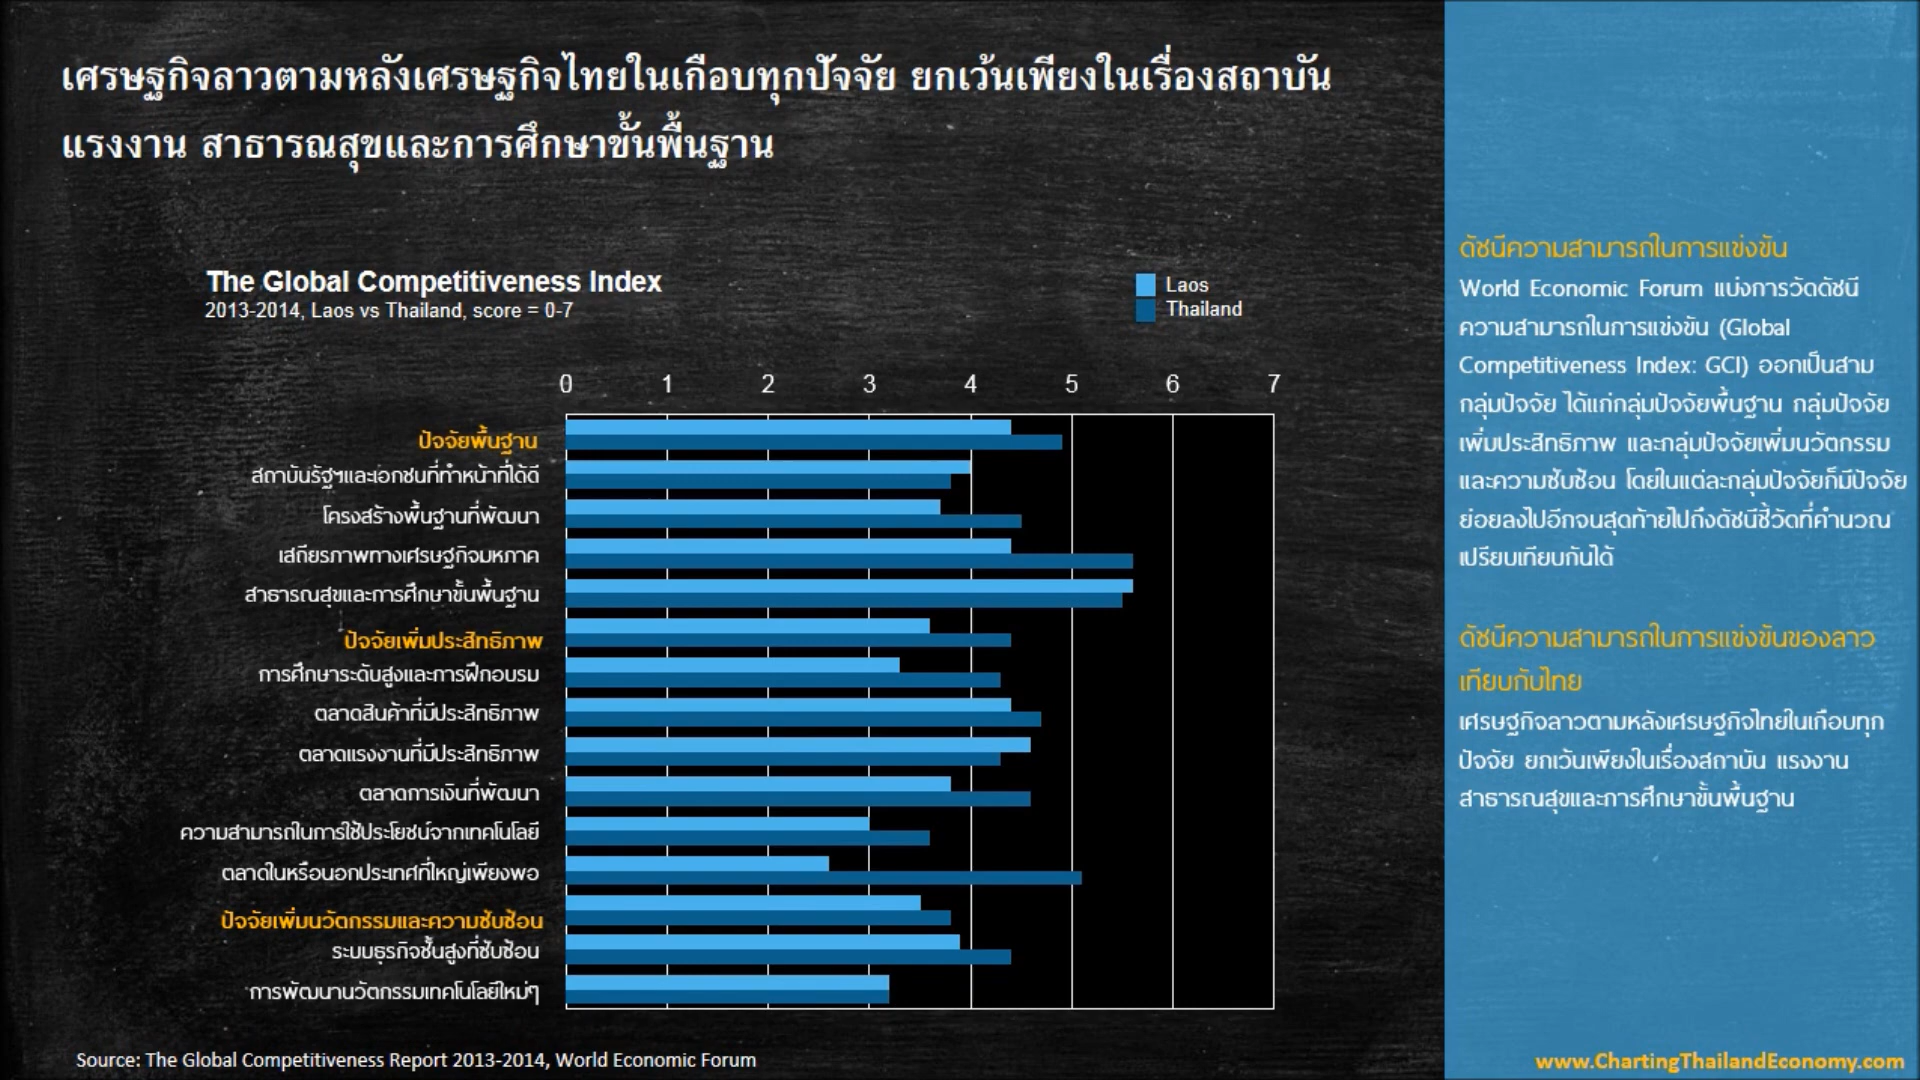 เศรษฐกิจลาวตามหลังเศรษฐกิจไทยในเกือบทุกปัจจัย ยกเว้นเพียงในเรื่องสถาบัน
แรงงาน สาธารณสุขและการศึกษาขั้นพื้นฐาน
The Global Competitiveness Index
2013-2014, Laos vs Thailand, score = 0-7
Laos
Thailand
0 1 2 3 4 5 6 7
ปัจจัยพื้นฐาน
สถาบันรัฐฯและเอกชนที่ทำหน้าที่ได้ดี
โครงสร้างพื้นฐานที่พัฒนา
เสถียรภาพทางเศรษฐกิจมหภาค
สาธารณสุขและการศึกษาขั้นพื้นฐาน
ปัจจัยเพิ่มประสิทธิภาพ
การศึกษาระดับสูงและการฝึกอบรม
ตลาดสินค้าที่มีประสิทธิภาพ
ตลาดแรงงานที่มีประสิทธิภาพ
ตลาดการเงินที่พัฒนา
ความสามารถในการใช้ประโยชน์จากเทคโนโลยี
ตลาดในหรือนอกประเทศที่ใหญ่เพียงพอ
ปัจจัยเพิ่มนวัตกรรมและความซับซ้อน
ระบบธุรกิจชั้นสูงที่ซับซ้อน
การพัฒนานวัตกรรมเทคโนโลยีใหม่ๆ
Source: The Global Competitiveness Report 2013-2014, World Economic Forum
ดัชนีความสามารถในการแข่งขัน
World Economic Forum แบ่งการวัดดัชนี
ความสามารถในการแข่งขัน (Global
Competitiveness Index: GCI) ออกเป็นสาม
กลุ่มปัจจัย ได้แก่กลุ่มปัจจัยพื้นฐาน กลุ่มปัจจัย
เพิ่มประสิทธิภาพ และกลุ่มปัจจัยเพิ่มนวัตกรรม
และความซับซ้อน โดยในแต่ละกลุ่มปัจจัยก็มีปัจจัย
ย่อยลงไปอีกจนสุดท้ายไปถึงดัชนีชี้วัดที่คำนวณ
เปรียบเทียบกันได้
ดัชนีความสามารถในการแข่งขันของลาว
เทียบกับไทย
เศรษฐกิจลาวตามหลังเศรษฐกิจไทยในเกือบทุก
ปัจจัย ยกเว้นเพียงในเรื่องสถาบัน แรงงาน
สาธารณสุขและการศึกษาขั้นพื้นฐาน
www.ChartingThailandEconomy.com